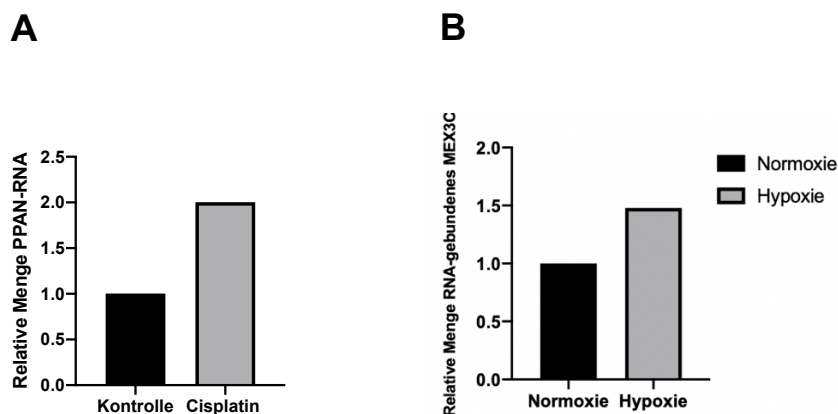 A
B
Relative Menge PPAN-RNA
2.5
2.0
1.5
1.0
0.5
0.0
Kontrolle Cisplatin
Relative Menge RNA-gebundenes MEX3C
2.0
1.5
1.0
0.5
0.0
Normoxie Hypoxie
Normoxie
Hypoxie